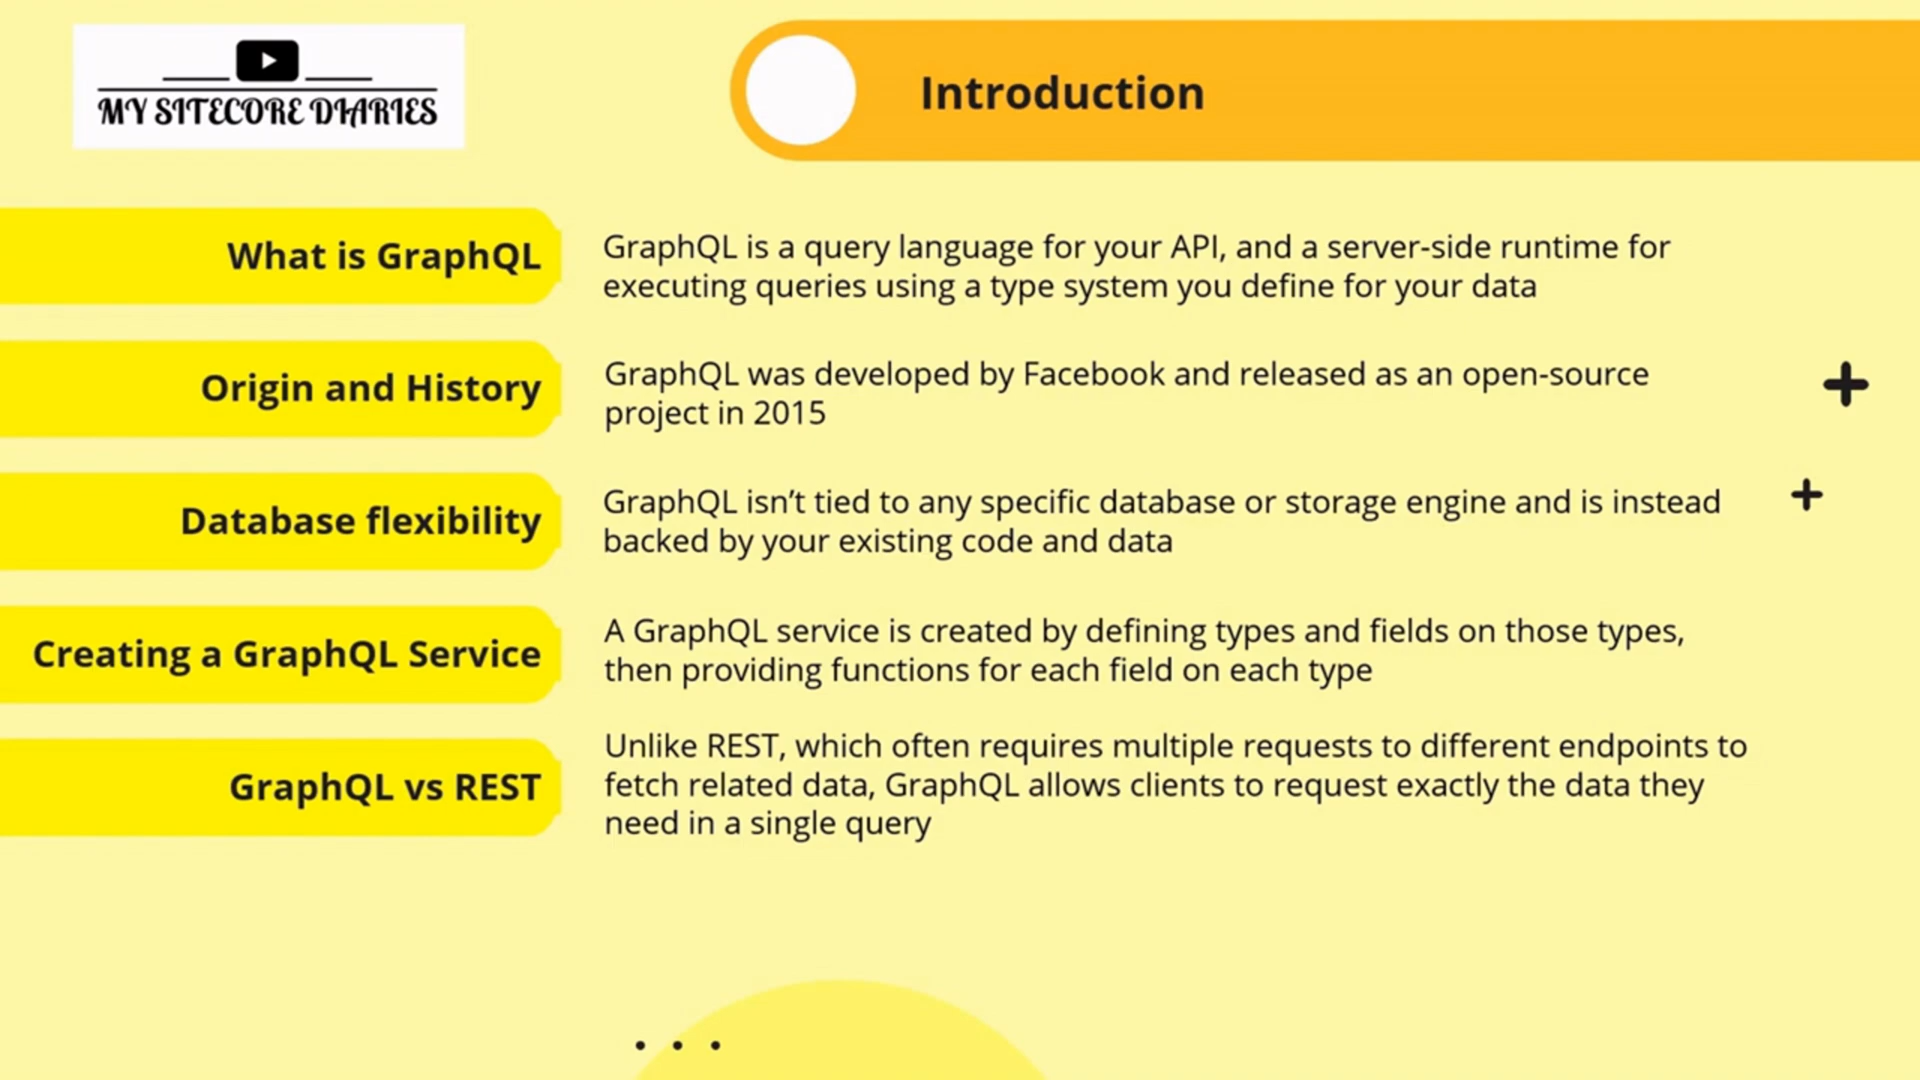 MY SITECORE DIARIES
Introduction
What is GraphQL
GraphQL is a query language for your API, and a server-side runtime for
executing queries using a type system you define for your data
Origin and History
GraphQL was developed by Facebook and released as an open-source
project in 2015
Database flexibility
GraphQL isn’t tied to any specific database or storage engine and is instead
backed by your existing code and data
Creating a GraphQL Service
A GraphQL service is created by defining types and fields on those types,
then providing functions for each field on each type
GraphQL vs REST
Unlike REST, which often requires multiple requests to different endpoints to
fetch related data, GraphQL allows clients to request exactly the data they
need in a single query